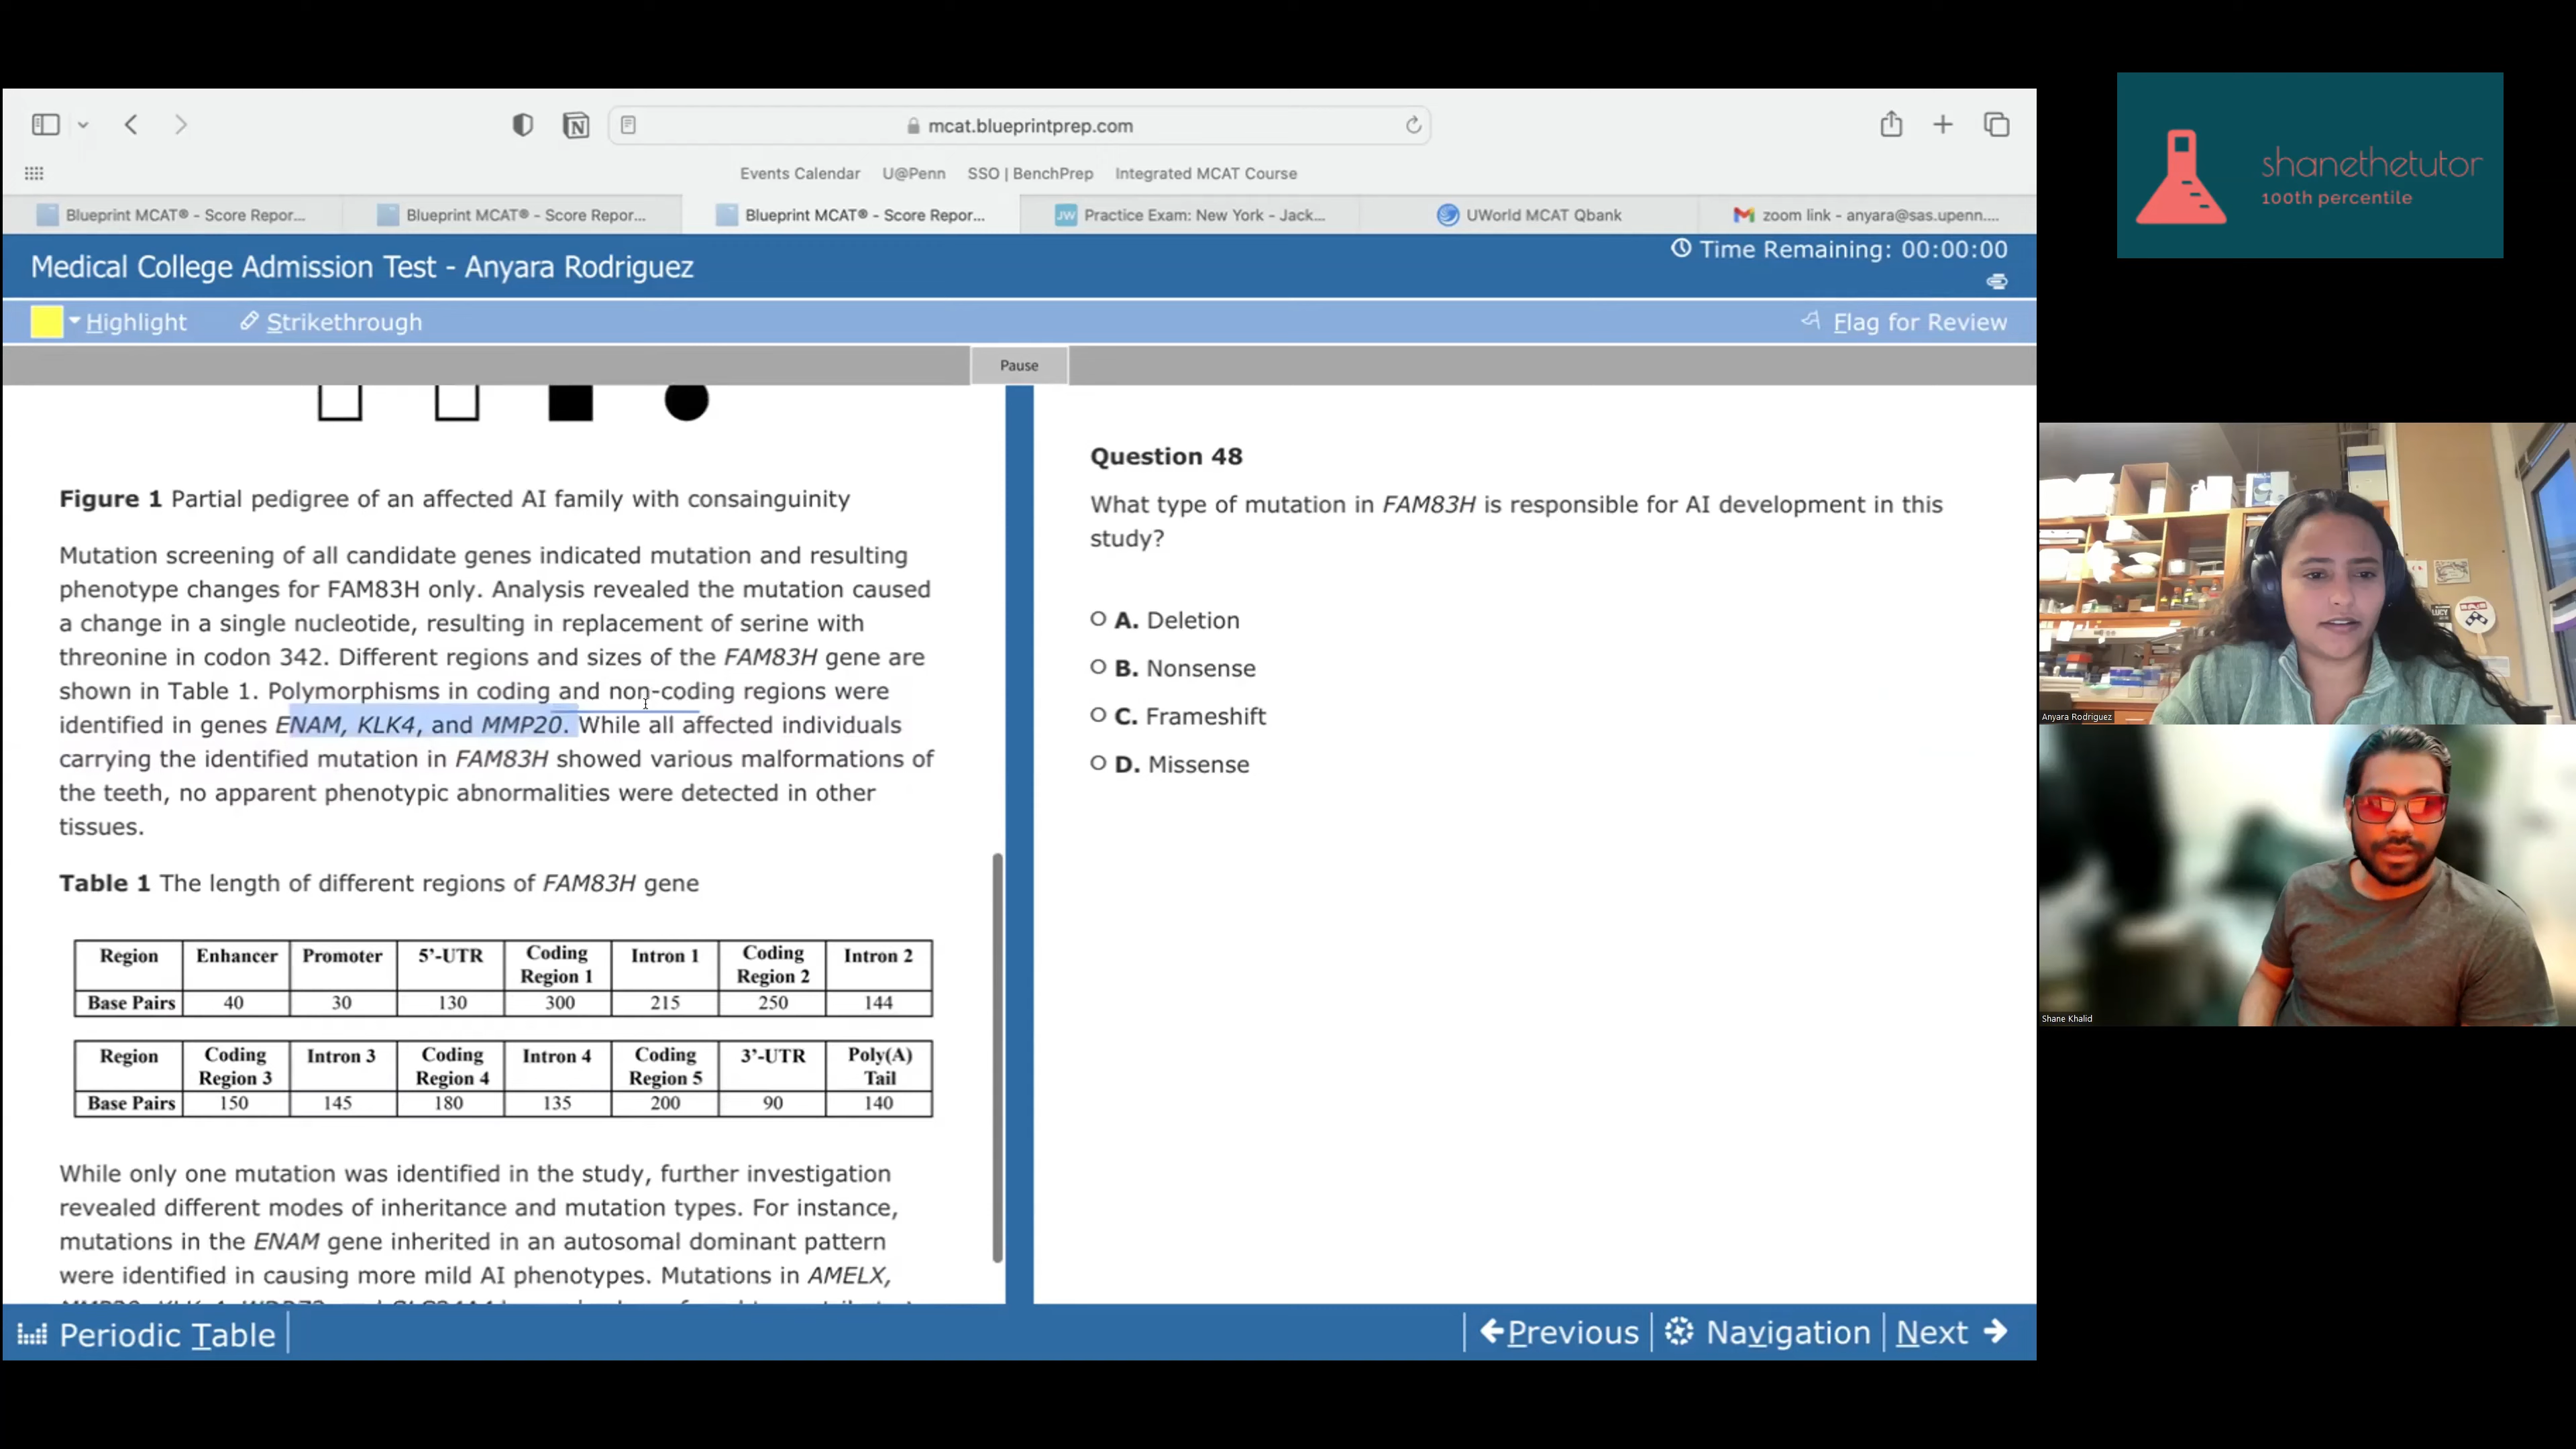 mcat.blueprintprep.com
Events Calendar U@Penn SSO | BenchPrep Integrated MCAT Course
Blueprint MCAT® - Score Repor... Blueprint MCAT® - Score Repor... Blueprint MCAT® - Score Repor... JW Practice Exam: New York - Jack... UWorld MCAT Qbank zoom link - anyara@sas.upenn....
Medical College Admission Test - Anyara Rodriguez
Time Remaining: 00:00:00
Highlight Strikethrough Flag for Review
Pause
Figure 1 Partial pedigree of an affected AI family with consainguinity
Mutation screening of all candidate genes indicated mutation and resulting
phenotype changes for FAM83H only. Analysis revealed the mutation caused
a change in a single nucleotide, resulting in replacement of serine with
threonine in codon 342. Different regions and sizes of the FAM83H gene are
shown in Table 1. Polymorphisms in coding and non-coding regions were
identified in genes ENAM, KLK4, and MMP20. While all affected individuals
carrying the identified mutation in FAM83H showed various malformations of
the teeth, no apparent phenotypic abnormalities were detected in other
tissues.
Table 1 The length of different regions of FAM83H gene
Region Enhancer Promoter 5’-UTR Coding Region 1 Intron 1 Coding Region 2 Intron 2
Base Pairs 40 30 130 300 215 250 144
Region Coding Region 3 Intron 3 Coding Region 4 Intron 4 Coding Region 5 3’-UTR Poly(A) Tail
Base Pairs 150 145 180 135 200 90 140
While only one mutation was identified in the study, further investigation
revealed different modes of inheritance and mutation types. For instance,
mutations in the ENAM gene inherited in an autosomal dominant pattern
were identified in causing more mild AI phenotypes. Mutations in AMELX,
Question 48
What type of mutation in FAM83H is responsible for AI development in this
study?
A. Deletion
B. Nonsense
C. Frameshift
D. Missense
Periodic Table
Previous Navigation Next
shanethetutor
100th percentile
Anyara Rodriguez
Shane Khalid